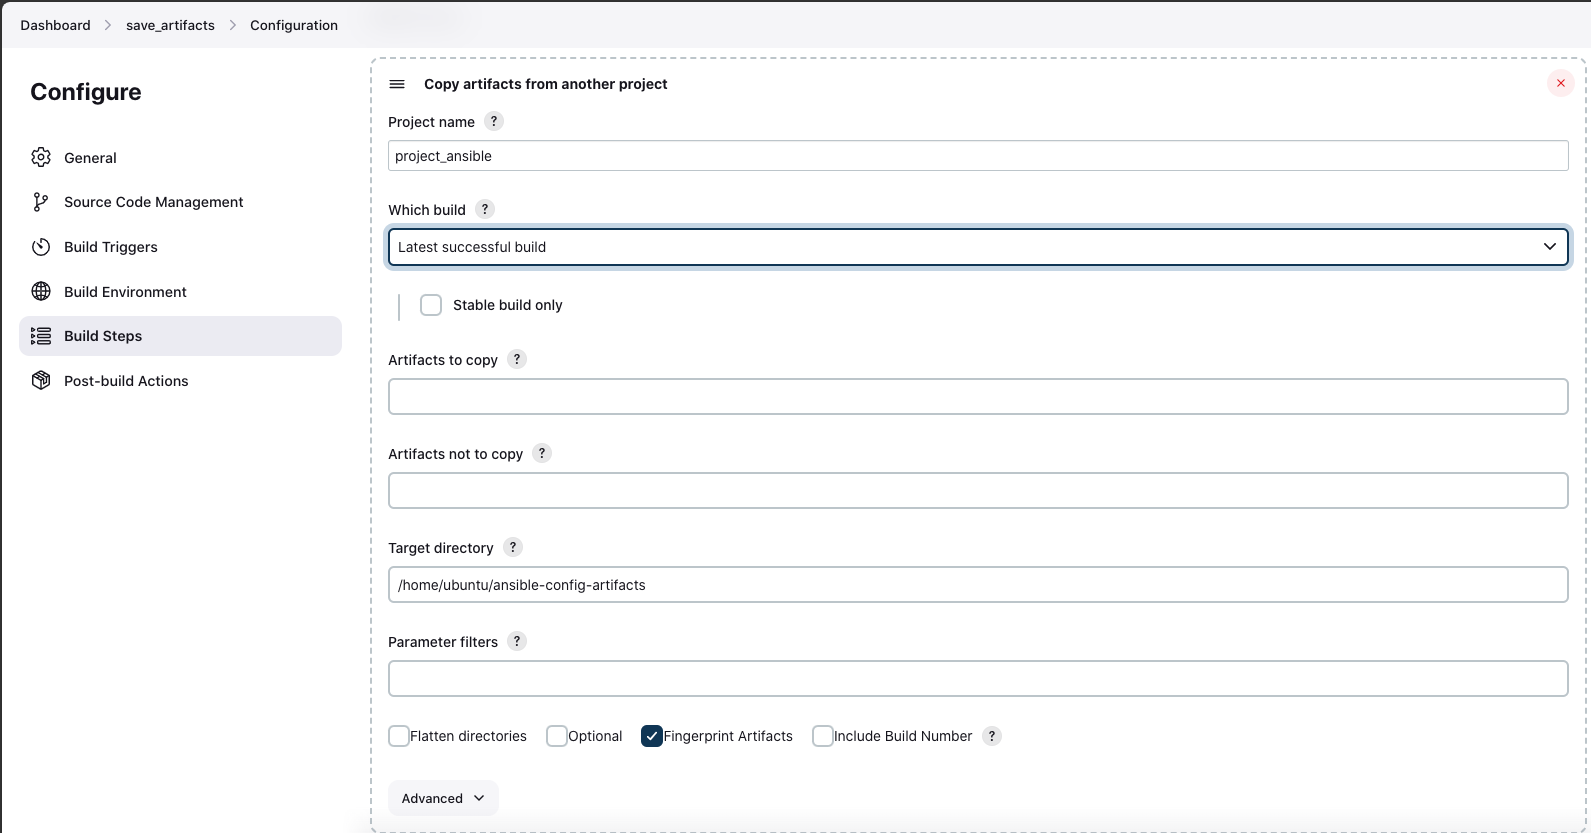 Dashboard > save_artifacts > Configuration
Configure
General
Source Code Management
Build Triggers
Build Environment
Build Steps
Post-build Actions
Copy artifacts from another project
Project name ?
project_ansible
Which build ?
Latest successful build
Stable build only
Artifacts to copy ?
Artifacts not to copy ?
Target directory ?
/home/ubuntu/ansible-config-artifacts
Parameter filters ?
Flatten directories Optional Fingerprint Artifacts Include Build Number ?
Advanced